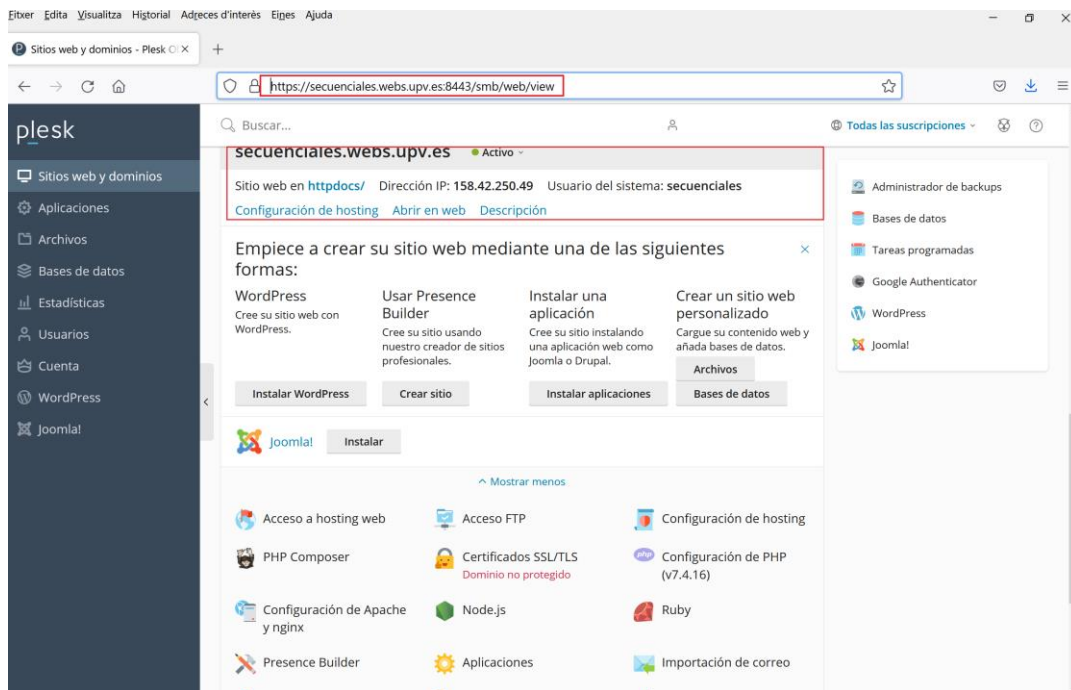 Fitxer Edita Visualitza Historial Adreces d'interès Eines Ajuda
Sitios web y dominios - Plesk O
https://secuenciales.webs.upv.es:8443/smb/web/view
plesk
Buscar...
Todas las suscripciones
Sitios web y dominios
Aplicaciones
Archivos
Bases de datos
Estadísticas
Usuarios
Cuenta
WordPress
Joomla!
secuenciales.webs.upv.es Activo
Sitio web en httpdocs/ Dirección IP: 158.42.250.49 Usuario del sistema: secuenciales
Configuración de hosting Abrir en web Descripción
Empiece a crear su sitio web mediante una de las siguientes
formas:
WordPress
Cree su sitio web con
WordPress.
Instalar WordPress
Usar Presence
Builder
Cree su sitio usando
nuestro creador de sitios
profesionales.
Crear sitio
Instalar una
aplicación
Cree su sitio instalando
una aplicación web como
Joomla o Drupal.
Instalar aplicaciones
Crear un sitio web
personalizado
Cargue su contenido web y
añada bases de datos.
Archivos
Bases de datos
Joomla! Instalar
Mostrar menos
Acceso a hosting web Acceso FTP Configuración de hosting
PHP Composer Certificados SSL/TLS Configuración de PHP
Dominio no protegido (v7.4.16)
Configuración de Apache Node.js Ruby
y nginx
Presence Builder Aplicaciones Importación de correo
Administrador de backups
Bases de datos
Tareas programadas
Google Authenticator
WordPress
Joomla!